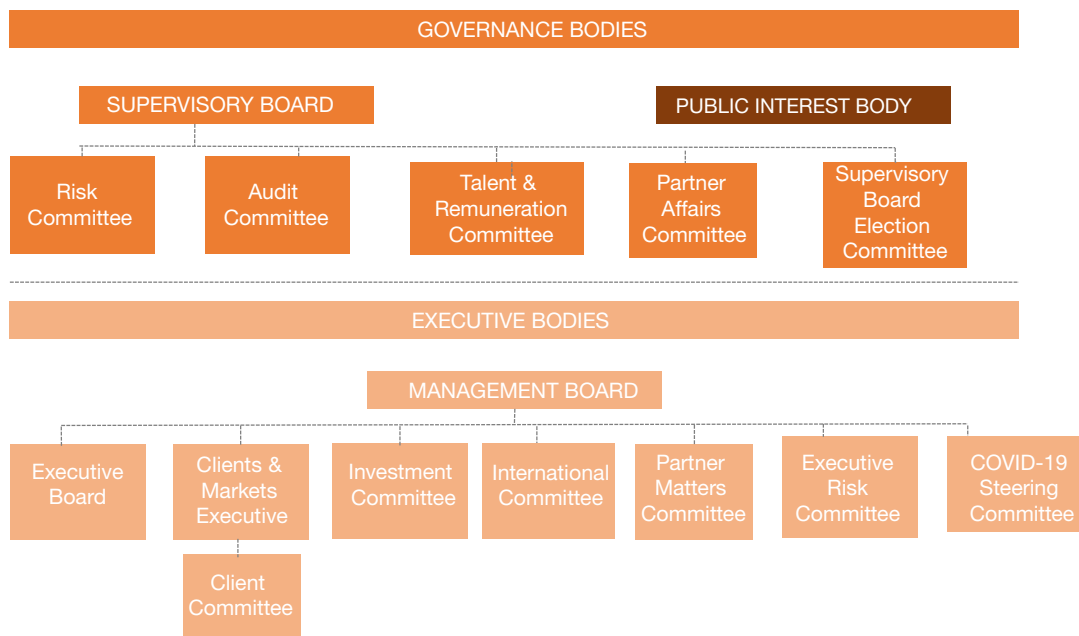 GOVERNANCE BODIES
SUPERVISORY BOARD
PUBLIC INTEREST BODY
Risk
Committee
Audit
Committee
Talent &
Remuneration
Committee
Partner
Affairs
Committee
Supervisory
Board
Election
Committee
EXECUTIVE BODIES
MANAGEMENT BOARD
Executive
Board
Clients &
Markets
Executive
Investment
Committee
International
Committee
Partner
Matters
Committee
Executive
Risk
Committee
COVID-19
Steering
Committee
Client
Committee